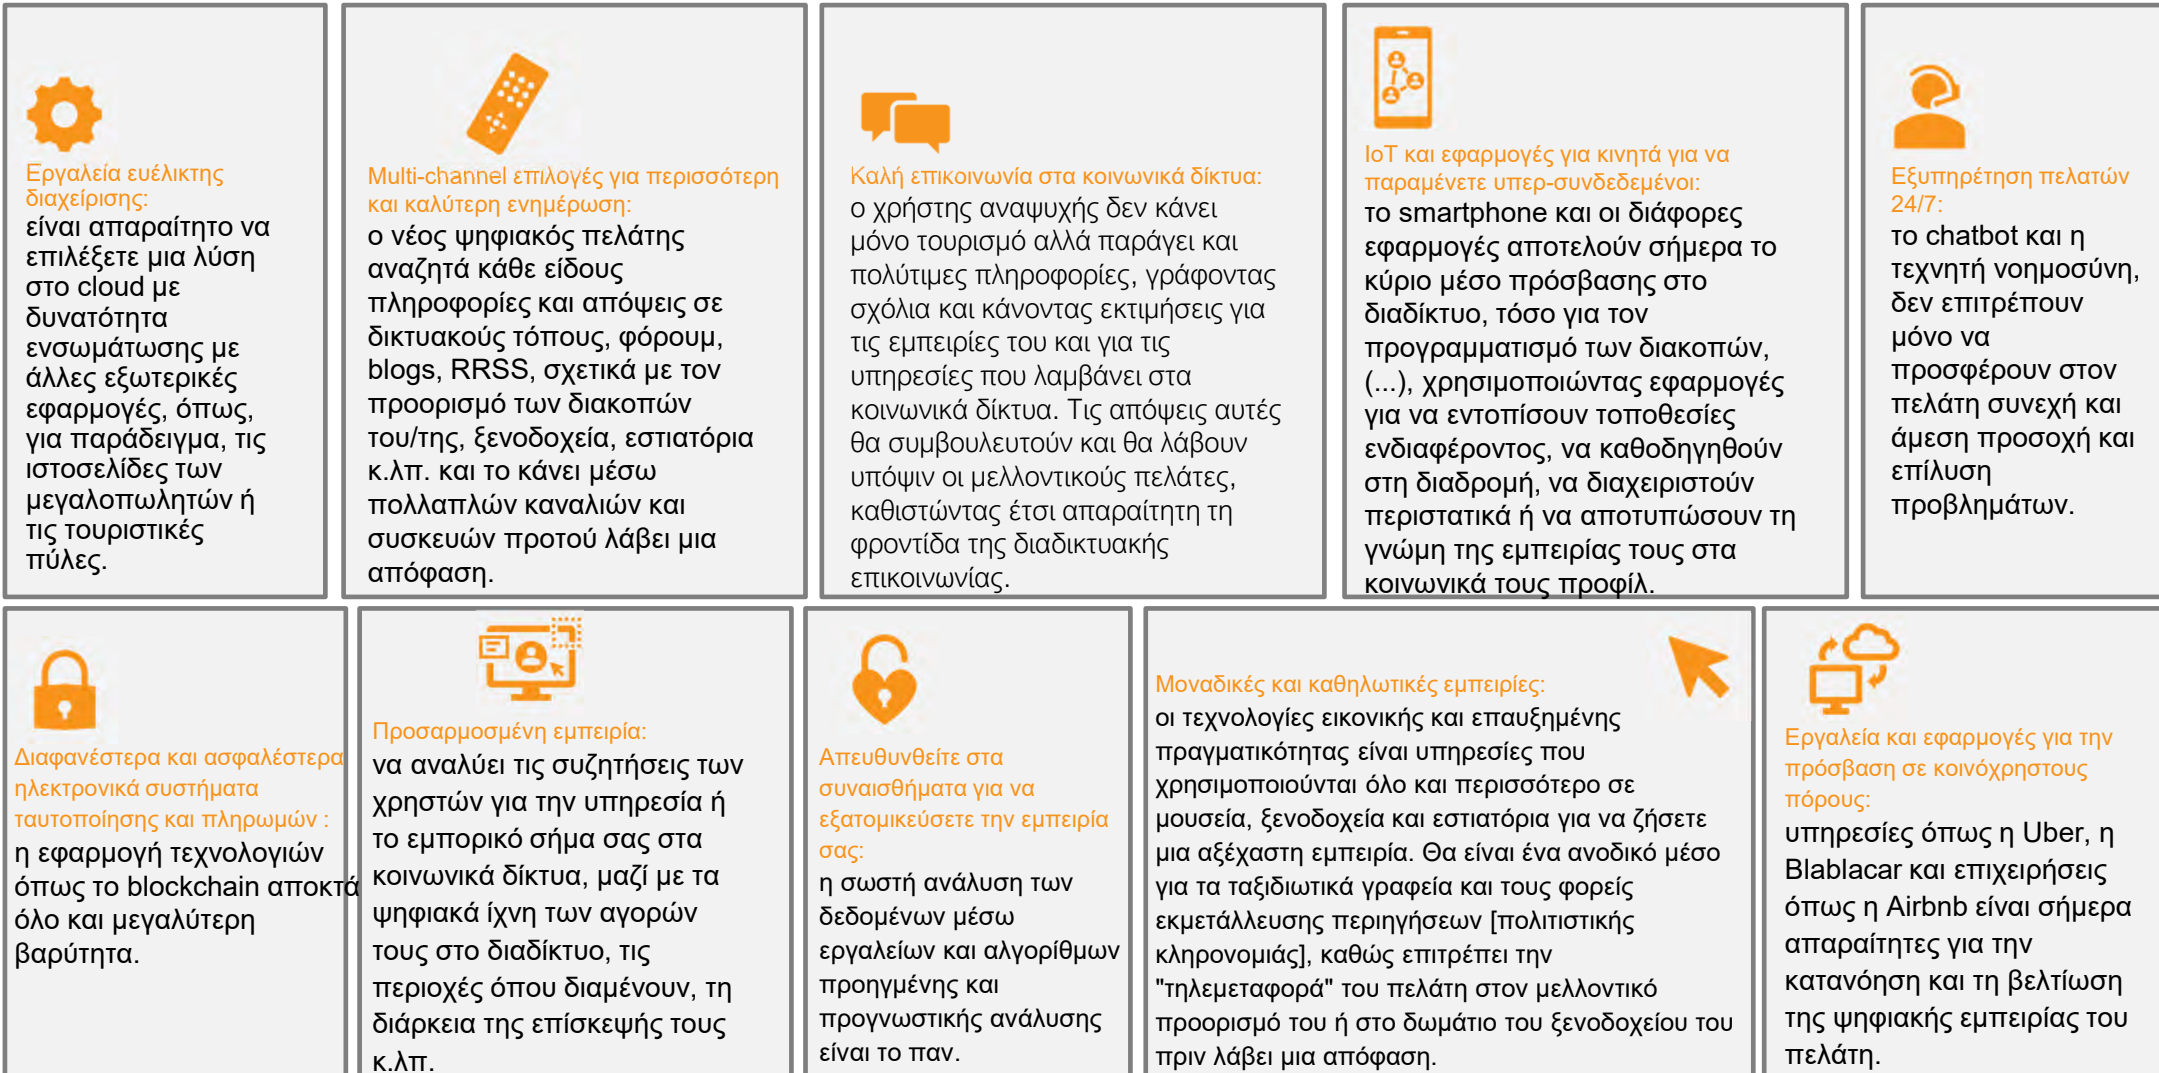 Εργαλεία ευέλικτης
διαχείρισης:
είναι απαραίτητο να
επιλέξετε μια λύση
στο cloud με
δυνατότητα
ενσωμάτωσης με
άλλες εξωτερικές
εφαρμογές, όπως,
για παράδειγμα, τις
ιστοσελίδες των
μεγαλοπωλητών ή
τις τουριστικές
πύλες.
Multi-channel επιλογές για περισσότερη
και καλύτερη ενημέρωση:
ο νέος ψηφιακός πελάτης
αναζητά κάθε είδους
πληροφορίες και απόψεις σε
δικτυακούς τόπους, φόρουμ,
blogs, RRSS, σχετικά με τον
προορισμό των διακοπών
του/της, ξενοδοχεία, εστιατόρια
κ.λπ. και το κάνει μέσω
πολλαπλών καναλιών και
συσκευών προτού λάβει μια
απόφαση.
Καλή επικοινωνία στα κοινωνικά δίκτυα:
ο χρήστης αναψυχής δεν κάνει
μόνο τουρισμό αλλά παράγει και
πολύτιμες πληροφορίες, γράφοντας
σχόλια και κάνοντας εκτιμήσεις για
τις εμπειρίες του και για τις
υπηρεσίες που λαμβάνει στα
κοινωνικά δίκτυα. Τις απόψεις αυτές
θα συμβουλευτούν και θα λάβουν
υπόψιν οι μελλοντικούς πελάτες,
καθιστώντας έτσι απαραίτητη τη
φροντίδα της διαδικτυακής
επικοινωνίας.
IoT και εφαρμογές για κινητά για να
παραμένετε υπερ-συνδεδεμένοι:
το smartphone και οι διάφορες
εφαρμογές αποτελούν σήμερα το
κύριο μέσο πρόσβασης στο
διαδίκτυο, τόσο για τον
προγραμματισμό των διακοπών,
(...), χρησιμοποιώντας εφαρμογές
για να εντοπίσουν τοποθεσίες
ενδιαφέροντος, να καθοδηγηθούν
στη διαδρομή, να διαχειριστούν
περιστατικά ή να αποτυπώσουν τη
γνώμη της εμπειρίας τους στα
κοινωνικά τους προφίλ.
Εξυπηρέτηση πελατών
24/7:
το chatbot και η
τεχνητή νοημοσύνη,
δεν επιτρέπουν
μόνο να
προσφέρουν στον
πελάτη συνεχή και
άμεση προσοχή και
επίλυση
προβλημάτων.
Διαφανέστερα και ασφαλέστερα
ηλεκτρονικά συστήματα
ταυτοποίησης και πληρωμών :
η εφαρμογή τεχνολογιών
όπως το blockchain αποκτά
όλο και μεγαλύτερη
βαρύτητα.
Προσαρμοσμένη εμπειρία:
να αναλύει τις συζητήσεις των
χρηστών για την υπηρεσία ή
το εμπορικό σήμα σας στα
κοινωνικά δίκτυα, μαζί με τα
ψηφιακά ίχνη των αγορών
τους στο διαδίκτυο, τις
περιοχές όπου διαμένουν, τη
διάρκεια της επίσκεψής τους
κ.λπ.
Απευθυνθείτε στα
συναισθήματα για να
εξατομικεύσετε την εμπειρία
σας:
η σωστή ανάλυση των
δεδομένων μέσω
εργαλείων και αλγορίθμων
προηγμένης και
προγνωστικής ανάλυσης
είναι το παν.
Μοναδικές και καθηλωτικές εμπειρίες:
οι τεχνολογίες εικονικής και επαυξημένης
πραγματικότητας είναι υπηρεσίες που
χρησιμοποιούνται όλο και περισσότερο σε
μουσεία, ξενοδοχεία και εστιατόρια για να ζήσετε
μια αξέχαστη εμπειρία. Θα είναι ένα ανοδικό μέσο
για τα ταξιδιωτικά γραφεία και τους φορείς
εκμετάλλευσης περιηγήσεων [πολιτιστικής
κληρονομιάς], καθώς επιτρέπει την
"τηλεμεταφορά" του πελάτη στον μελλοντικό
προορισμό του ή στο δωμάτιο του ξενοδοχείου του
πριν λάβει μια απόφαση.
Εργαλεία και εφαρμογές για την
πρόσβαση σε κοινόχρηστους
πόρους:
υπηρεσίες όπως η Uber, η
Blablacar και επιχειρήσεις
όπως η Airbnb είναι σήμερα
απαραίτητες για την
κατανόηση και τη βελτίωση
της ψηφιακής εμπειρίας του
πελάτη.